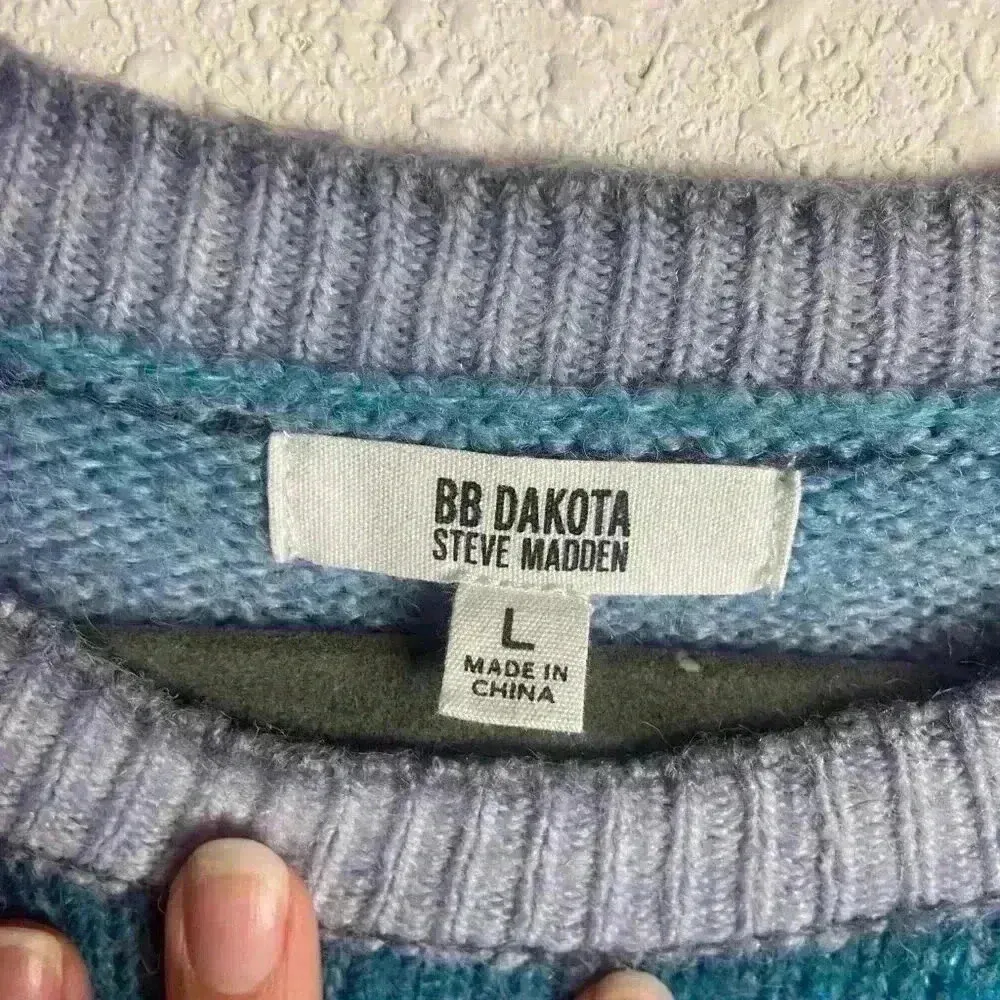 BB DAKOTA
STEVE MADDEN
L
MADE IN
CHINA